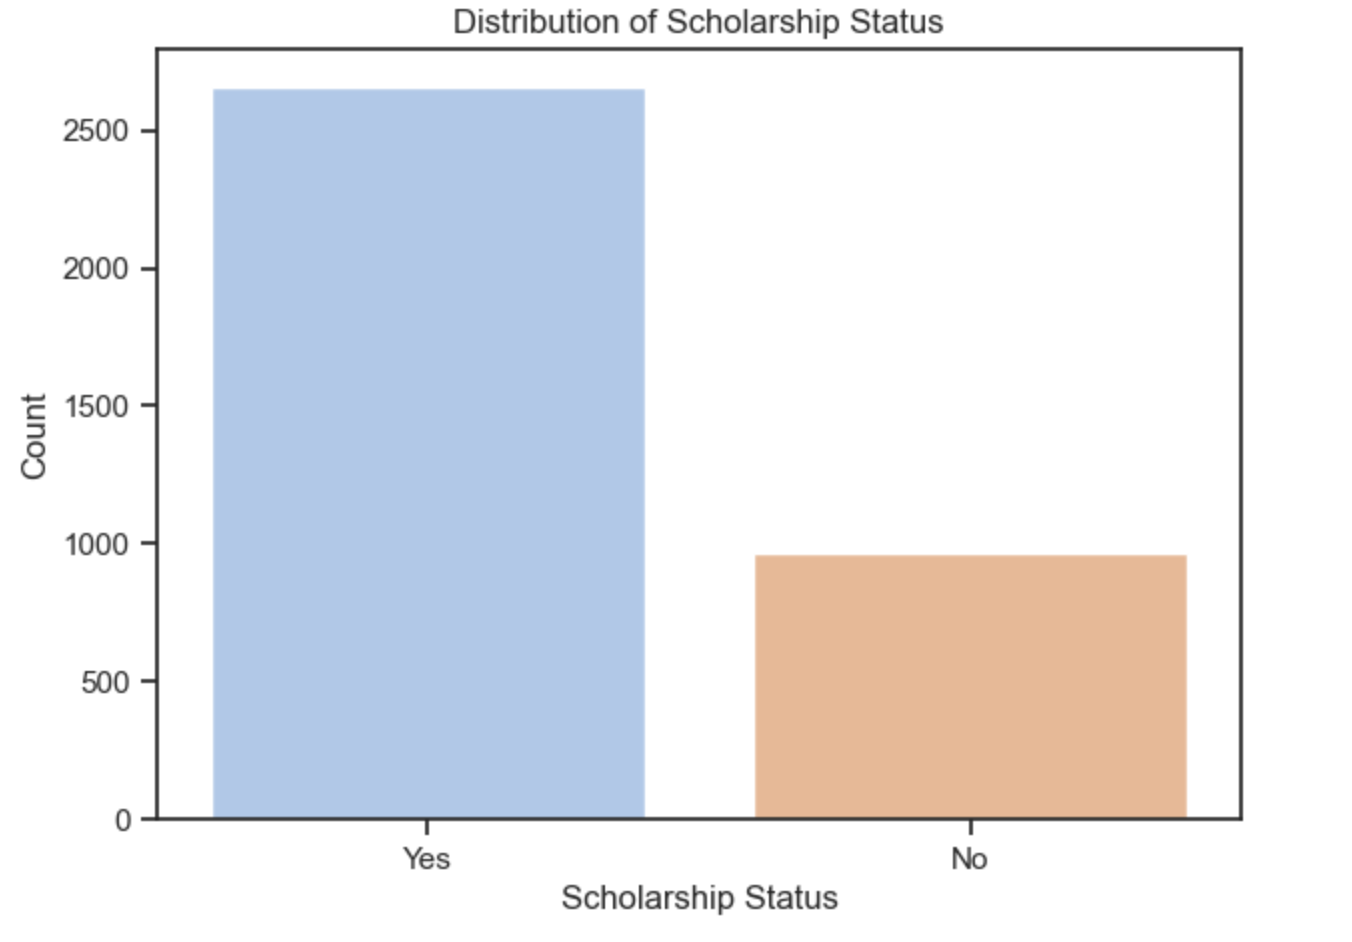 Distribution of Scholarship Status
Count
2500
2000
1500
1000
500
0
Yes
No
Scholarship Status